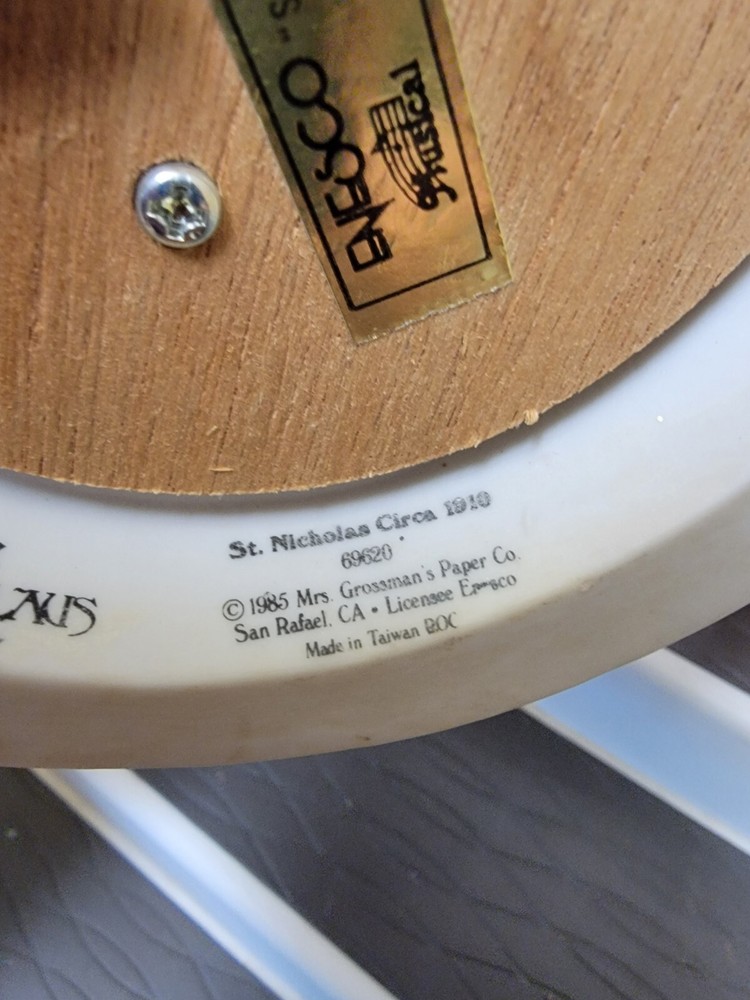 S"
ENESCO
Musical
St. Nicholas Circa 1910
69620
© 1985 Mrs. Grossman's Paper Co.
San Rafael, CA • Licensee Enesco
Made in Taiwan ROC